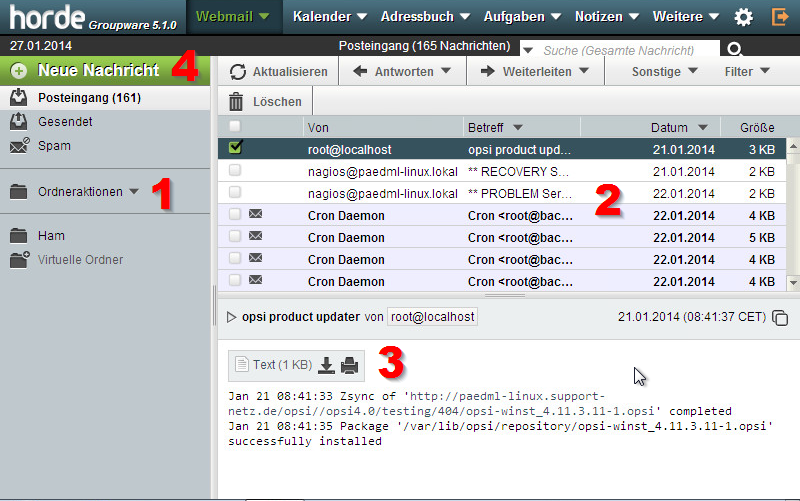 horde Groupware 5.1.0 Webmail Kalender Adressbuch Aufgaben Notizen Weitere
27.01.2014 Posteingang (165 Nachrichten) Suche (Gesamte Nachricht)
Neue Nachricht 4 Aktualisieren Antworten Weiterleiten Sonstige Filter
Posteingang (161) Löschen
Gesendet
Spam
Ordneraktionen 1
Ham
Virtuelle Ordner
Von Betreff Datum Größe
root@localhost opsi product upd... 21.01.2014 3 KB
nagios@paedml-linux.lokal ** RECOVERY S... 21.01.2014 2 KB
nagios@paedml-linux.lokal ** PROBLEM Ser... 22.01.2014 2 KB
2
Cron Daemon Cron <root@bac... 22.01.2014 4 KB
Cron Daemon Cron <root@bac... 22.01.2014 5 KB
Cron Daemon Cron <root@bac... 22.01.2014 4 KB
Cron Daemon Cron <root@bac... 22.01.2014 4 KB
opsi product updater von root@localhost 21.01.2014 (08:41:37 CET)
Text (1 KB) 3
Jan 21 08:41:33 Zsync of 'http://paedml-linux.support-
netz.de/opsi//opsi4.0/testing/404/opsi-winst_4.11.3.11-1.opsi' completed
Jan 21 08:41:35 Package '/var/lib/opsi/repository/opsi-winst_4.11.3.11-1.opsi'
successfully installed